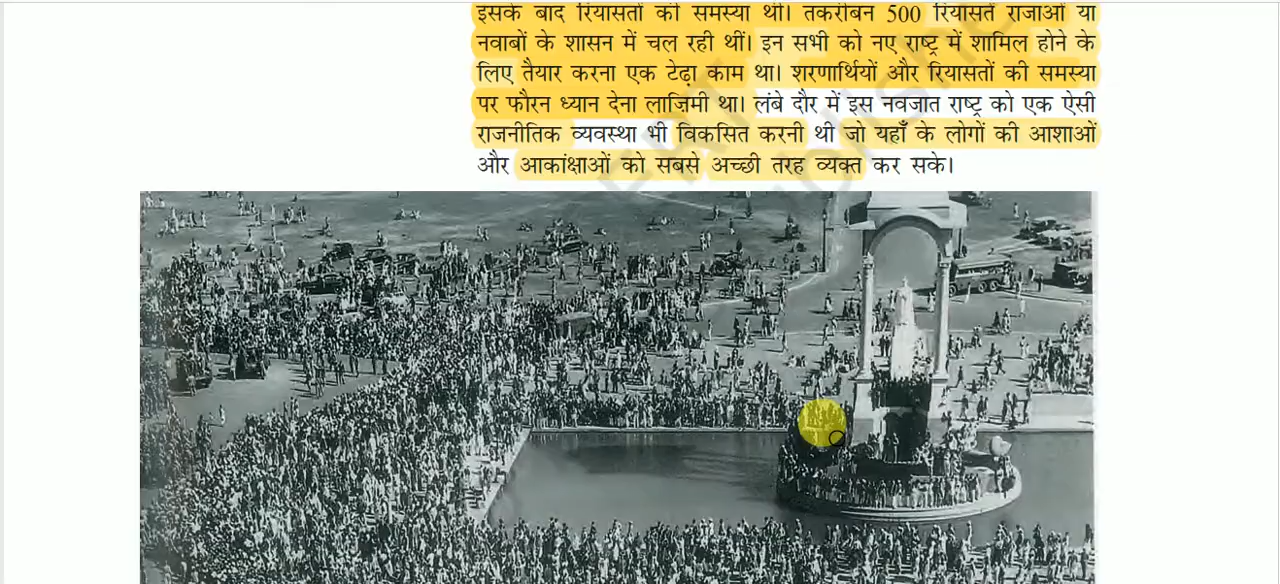 इसके बाद रियासतों की समस्या थी। तकरीबन 500 रियासतें राजाओं या
नवाबों के शासन में चल रही थीं। इन सभी को नए राष्ट्र में शामिल होने के
लिए तैयार करना एक टेढ़ा काम था। शरणार्थियों और रियासतों की समस्या
पर फौरन ध्यान देना लाज़िमी था। लंबे दौर में इस नवजात राष्ट्र को एक ऐसी
राजनीतिक व्यवस्था भी विकसित करनी थी जो यहाँ के लोगों की आशाओं
और आकांक्षाओं को सबसे अच्छी तरह व्यक्त कर सके।